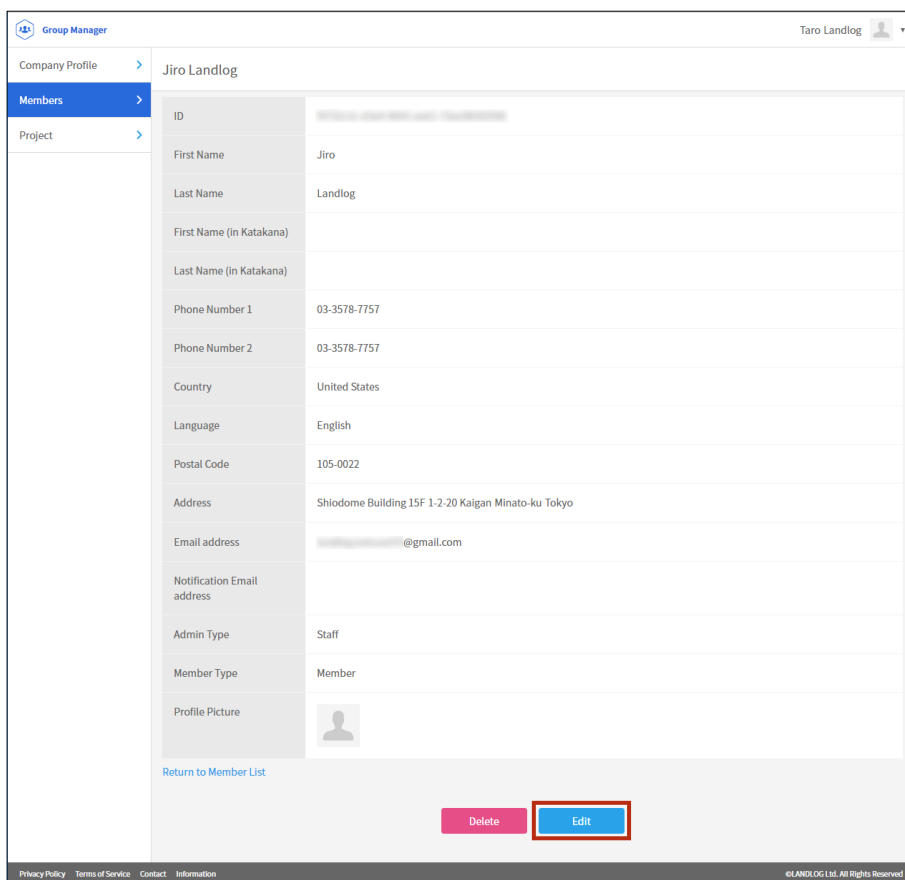 Group Manager
Taro Landlog
Company Profile
Members
Project
Jiro Landlog
ID
First Name Jiro
Last Name Landlog
First Name (in Katakana)
Last Name (in Katakana)
Phone Number 1 03-3578-7757
Phone Number 2 03-3578-7757
Country United States
Language English
Postal Code 105-0022
Address Shiodome Building 15F 1-2-20 Kaigan Minato-ku Tokyo
Email address @gmail.com
Notification Email
address
Admin Type Staff
Member Type Member
Profile Picture
Return to Member List
Delete Edit
Privacy Policy Terms of Service Contact Information ©LANDLOG Ltd. All Rights Reserved